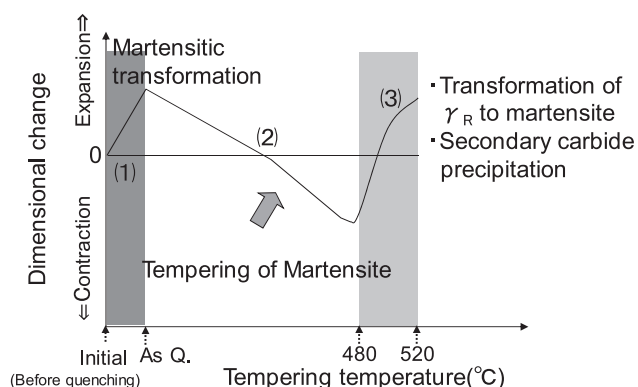 Expansion⇒
Martensitic
transformation
(3)
・Transformation of
γ R to martensite
・Secondary carbide
precipitation
Dimensional change
(2)
0
(1)
⇐Contraction
Tempering of Martensite
Initial
As Q.
480
520
(Before quenching)
Tempering temperature(℃)